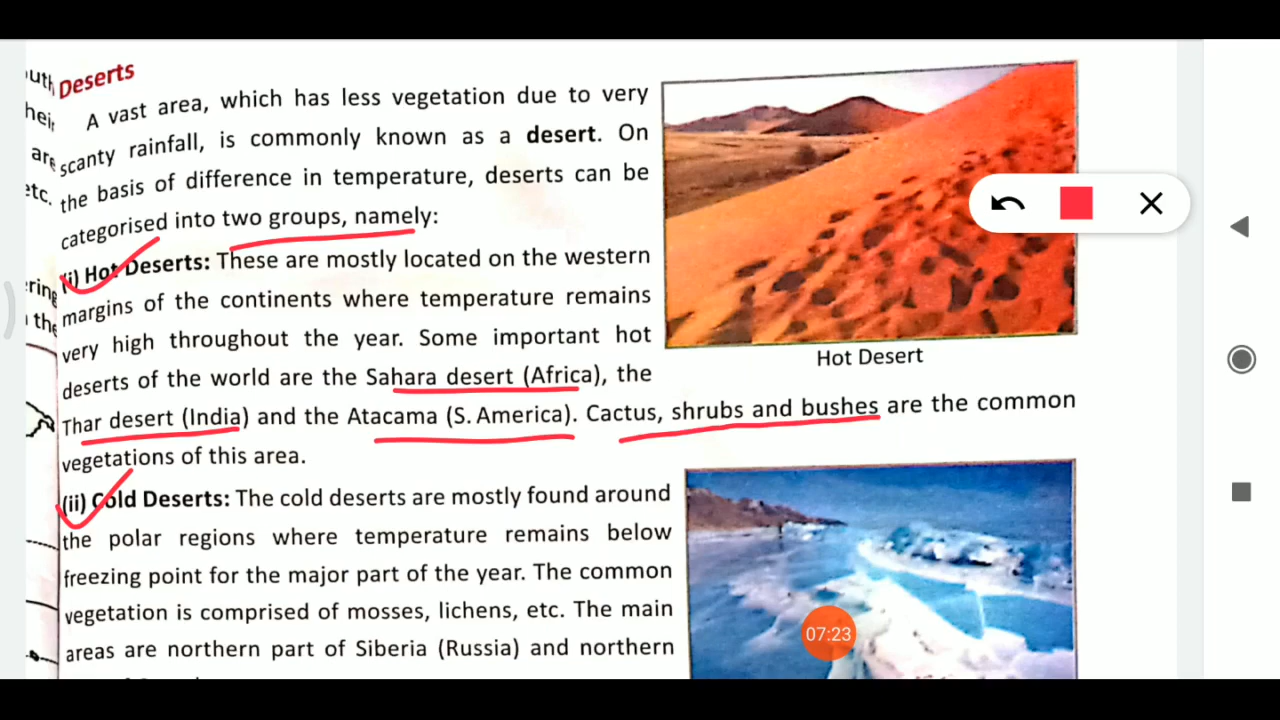 uth
heir
are
etc.
ring
the
Deserts
A vast area, which has less vegetation due to very
scanty rainfall, is commonly known as a desert. On
the basis of difference in temperature, deserts can be
categorised into two groups, namely:
(i) Hot Deserts: These are mostly located on the western
margins of the continents where temperature remains
very high throughout the year. Some important hot
deserts of the world are the Sahara desert (Africa), the
Thar desert (India) and the Atacama (S. America). Cactus, shrubs and bushes are the common
vegetations of this area.
Hot Desert
(ii) Cold Deserts: The cold deserts are mostly found around
the polar regions where temperature remains below
freezing point for the major part of the year. The common
vegetation is comprised of mosses, lichens, etc. The main
areas are northern part of Siberia (Russia) and northern
07:23